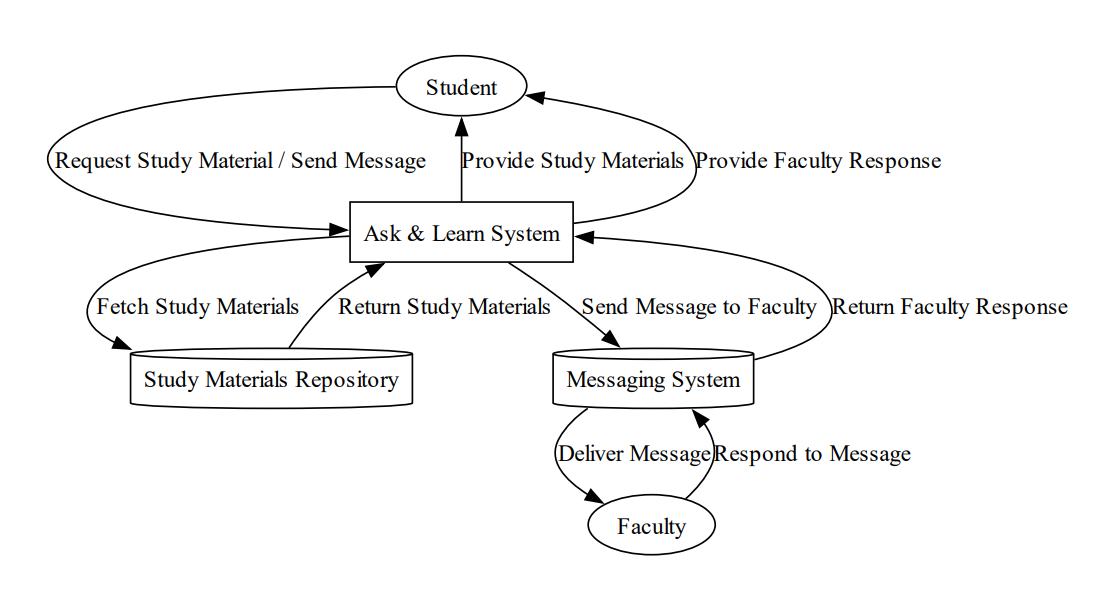 Student
Request Study Material / Send Message
Provide Study Materials
Provide Faculty Response
Ask & Learn System
Fetch Study Materials
Return Study Materials
Send Message to Faculty
Return Faculty Response
Study Materials Repository
Messaging System
Deliver Message
Respond to Message
Faculty